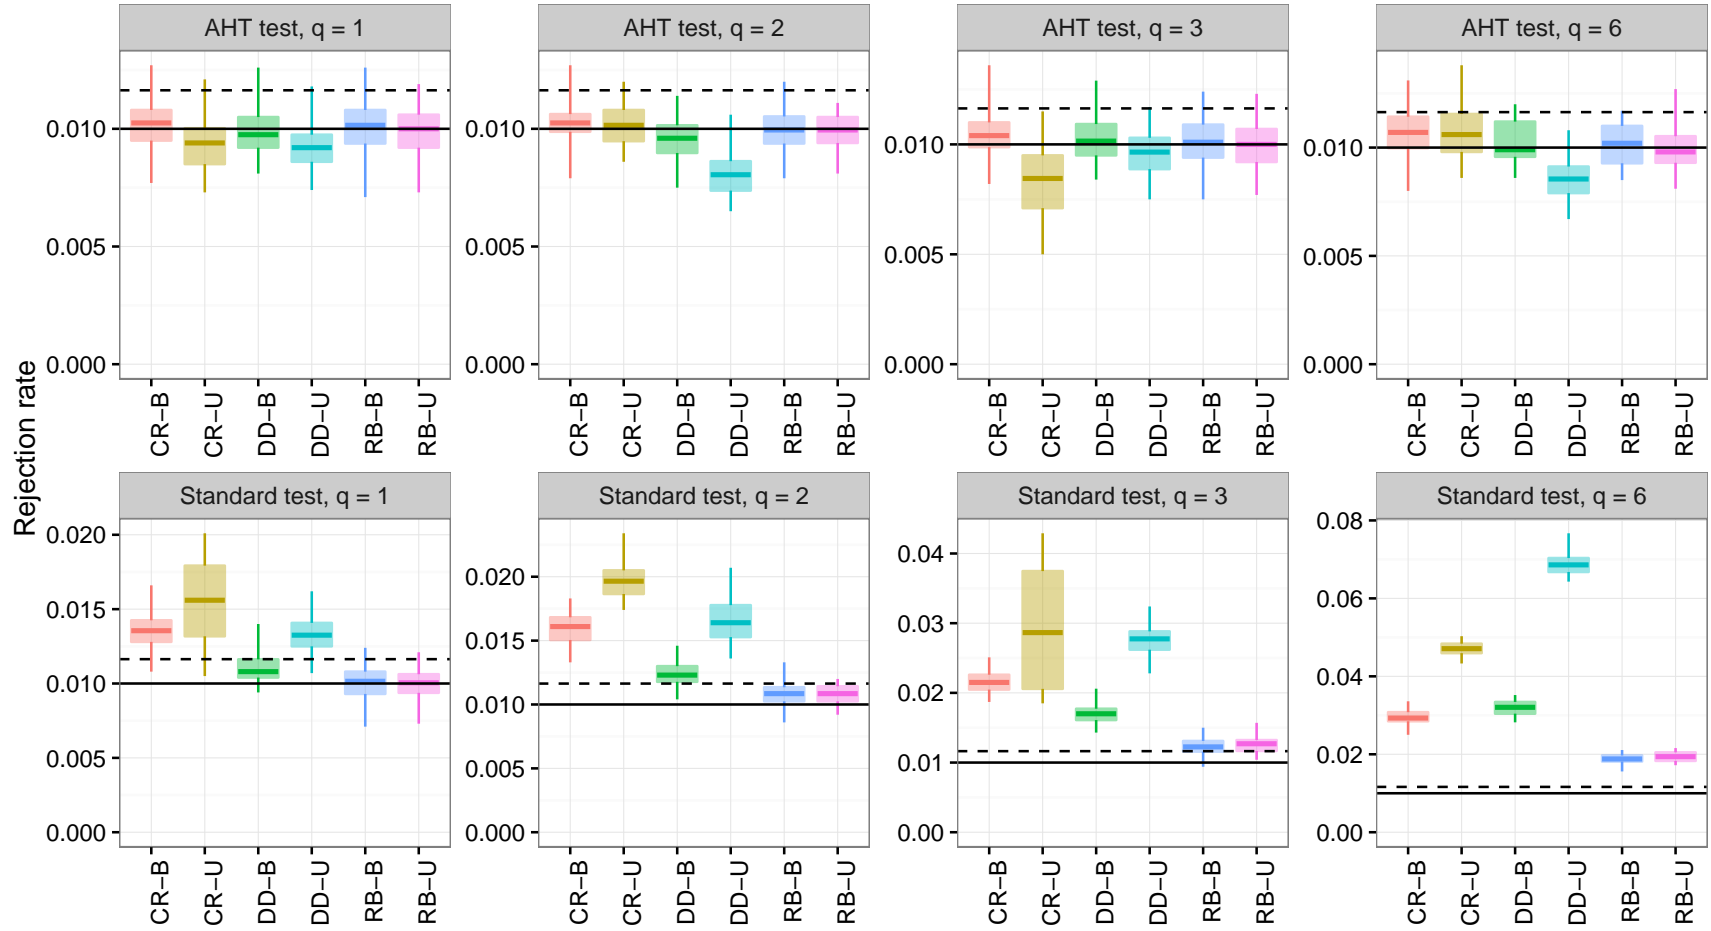 Rejection rate
AHT test, q = 1
0.010
0.005
0.000
CR−B
CR−U
DD−B
DD−U
RB−B
RB−U
AHT test, q = 2
0.010
0.005
0.000
CR−B
CR−U
DD−B
DD−U
RB−B
RB−U
AHT test, q = 3
0.010
0.005
0.000
CR−B
CR−U
DD−B
DD−U
RB−B
RB−U
AHT test, q = 6
0.010
0.005
0.000
CR−B
CR−U
DD−B
DD−U
RB−B
RB−U
Standard test, q = 1
0.020
0.015
0.010
0.005
0.000
CR−B
CR−U
DD−B
DD−U
RB−B
RB−U
Standard test, q = 2
0.020
0.015
0.010
0.005
0.000
CR−B
CR−U
DD−B
DD−U
RB−B
RB−U
Standard test, q = 3
0.04
0.03
0.02
0.01
0.00
CR−B
CR−U
DD−B
DD−U
RB−B
RB−U
Standard test, q = 6
0.08
0.06
0.04
0.02
0.00
CR−B
CR−U
DD−B
DD−U
RB−B
RB−U